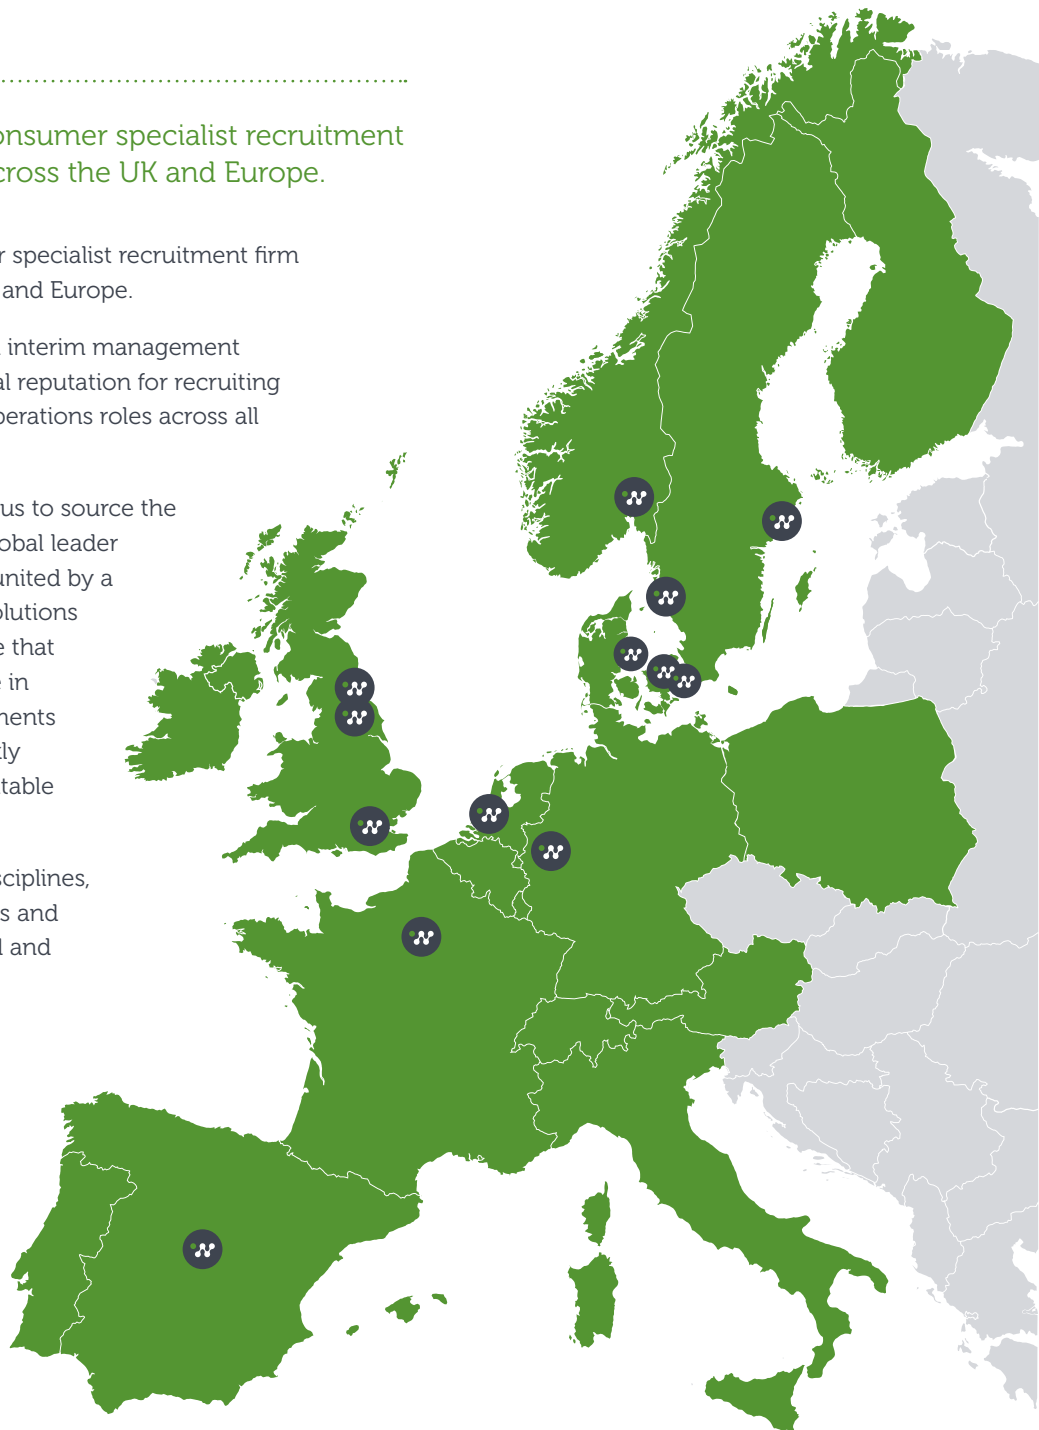 onsumer specialist recruitment
cross the UK and Europe.
r specialist recruitment firm
and Europe.
interim management
al reputation for recruiting
perations roles across all
us to source the
lobal leader
united by a
olutions
e that
e in
ments
tly
table
sciplines,
s and
d and